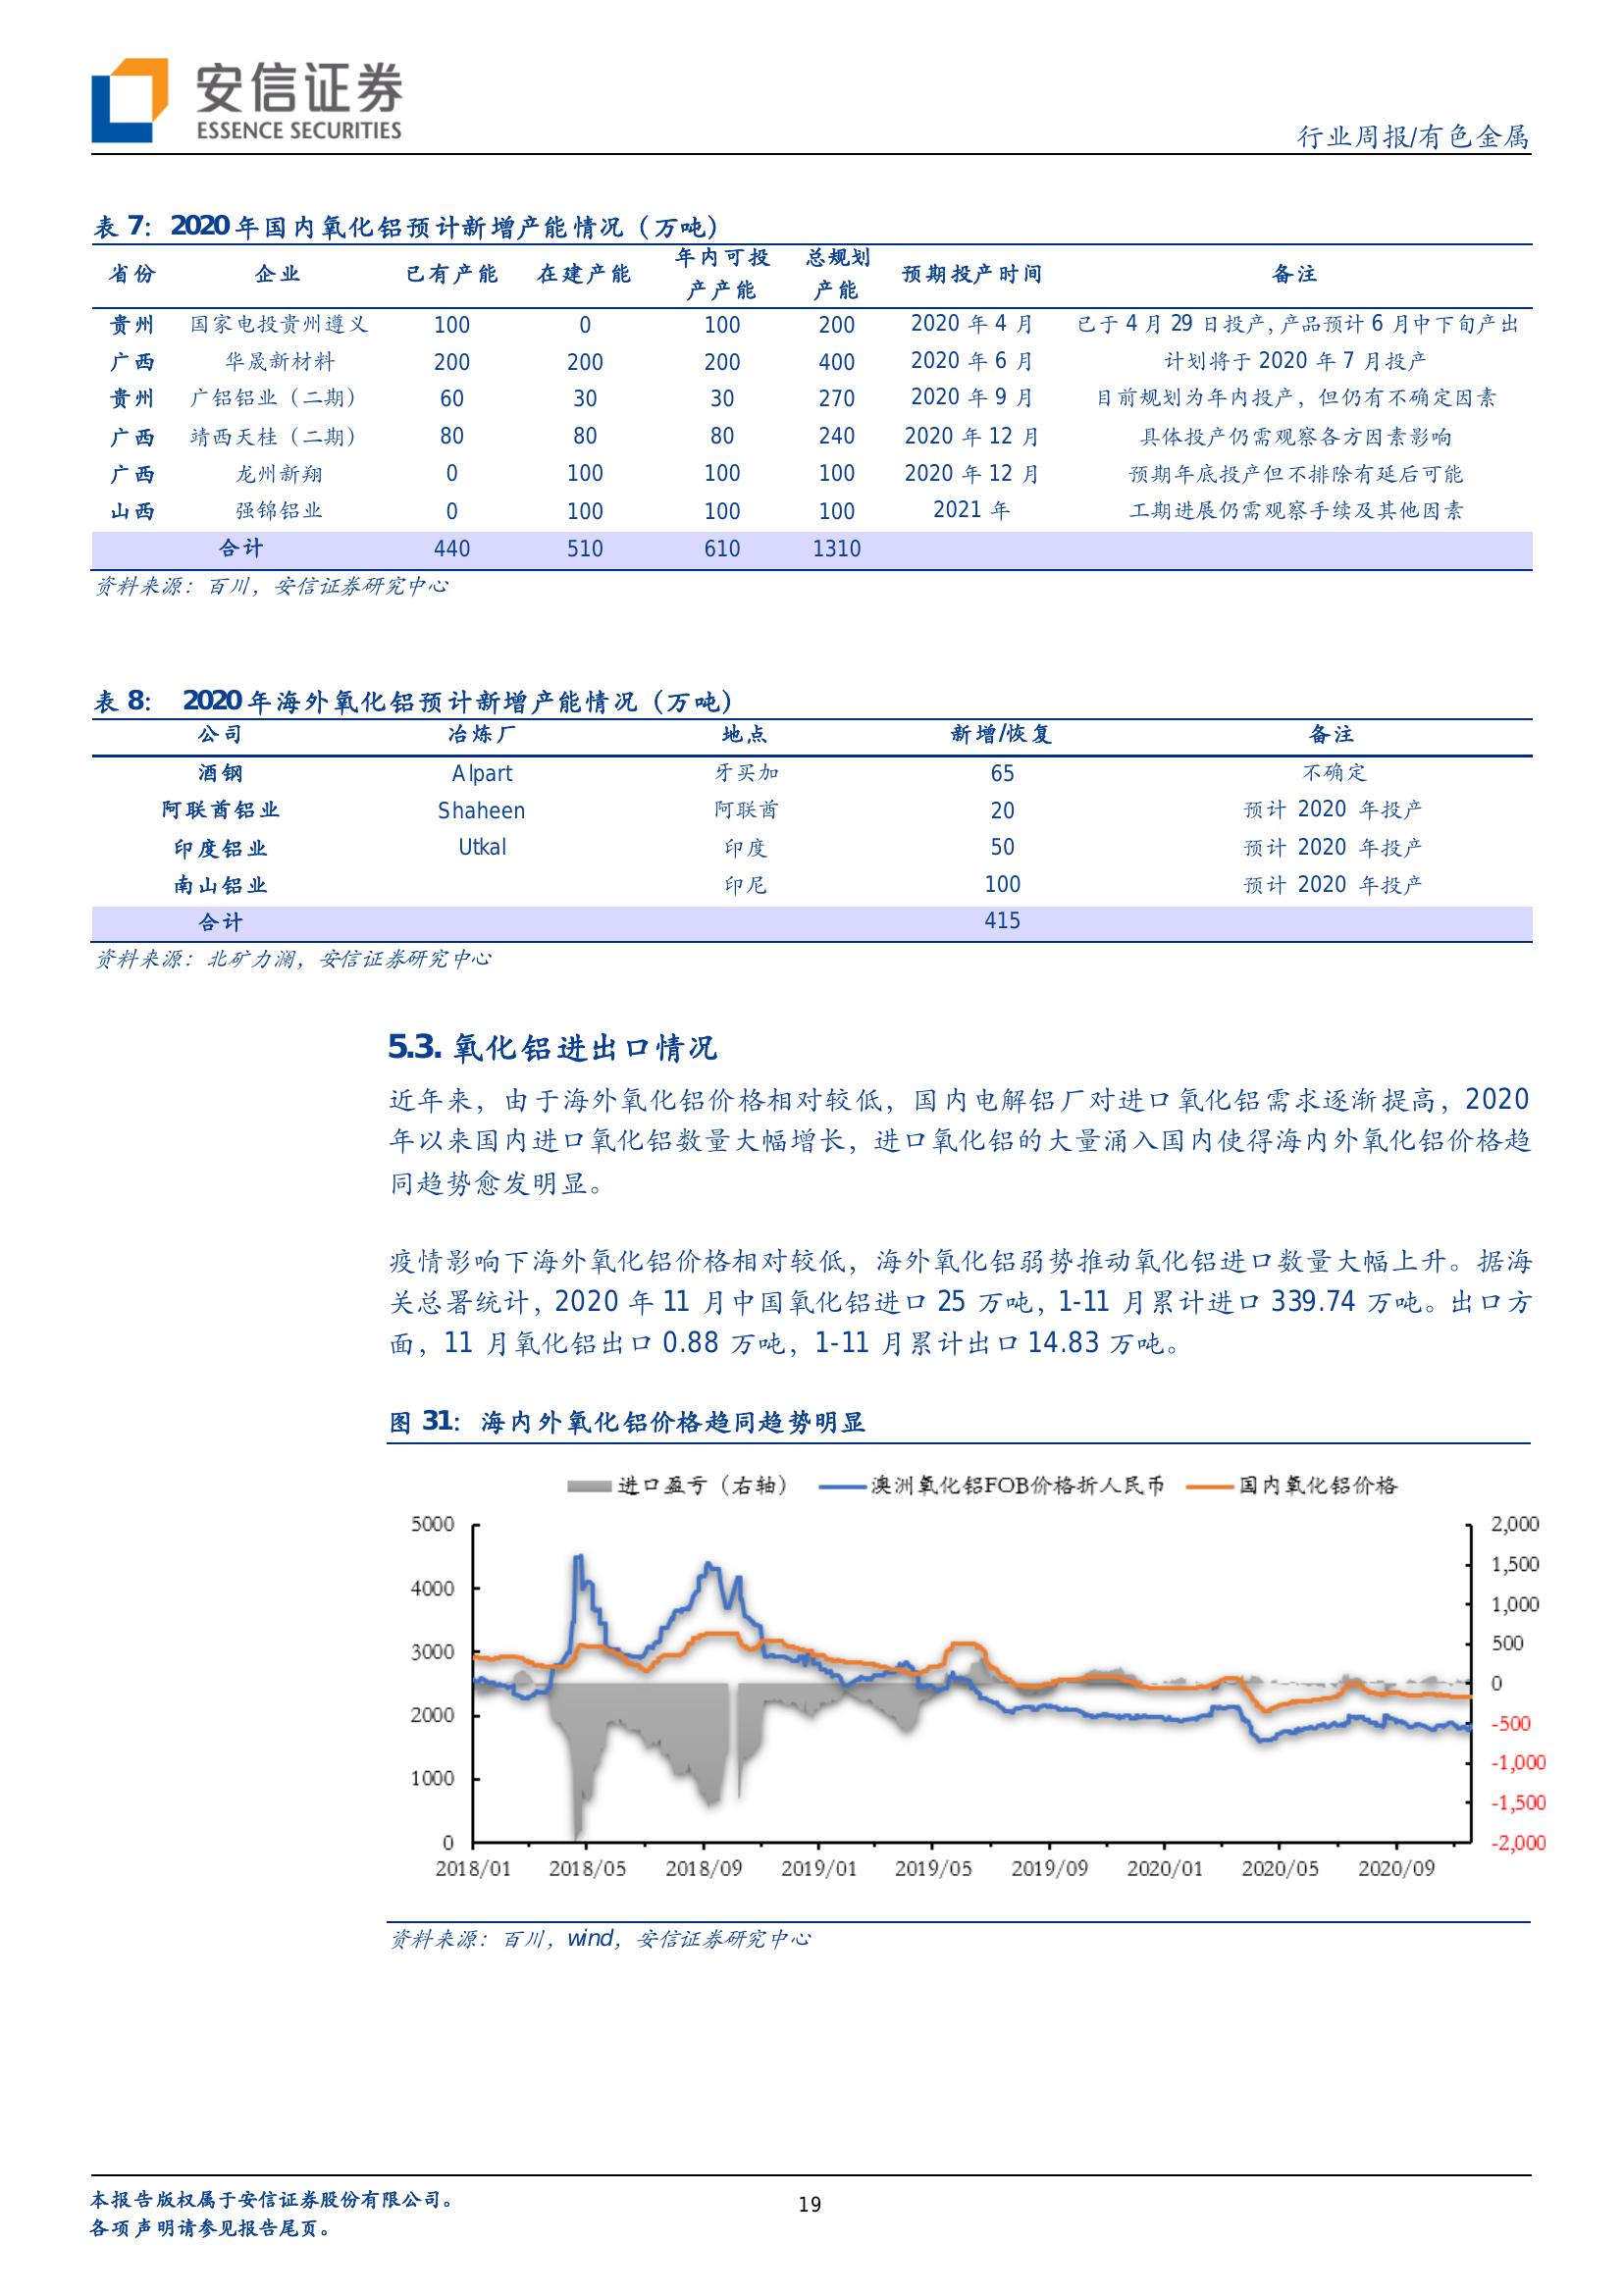 安信证券
ESSENCE SECURITIES
行业周报/有色金属
表 7： 2020 年国内氧化铝预计新增产能情况（万吨）
省份 企业 已有产能 在建产能 年内可投产产能 总规划产能 预期投产时间 备注
贵州 国家电投贵州遵义 100 0 100 200 2020 年 4 月 已于 4 月 29 日投产, 产品预计 6 月中下旬产出
广西 华晟新材料 200 200 200 400 2020 年 6 月 计划将于 2020 年 7 月投产
贵州 广铝铝业（二期） 60 30 30 270 2020 年 9 月 目前规划为年内投产，但仍有不确定因素
广西 靖西天桂（二期） 80 80 80 240 2020 年 12 月 具体投产仍需观察各方因素影响
广西 龙州新翔 0 100 100 100 2020 年 12 月 预期年底投产但不排除有延后可能
山西 强锦铝业 0 100 100 100 2021 年 工期进展仍需观察手续及其他因素
合计 440 510 610 1310
资料来源：百川，安信证券研究中心
表 8： 2020 年海外氧化铝预计新增产能情况（万吨）
公司 冶炼厂 地点 新增/恢复 备注
酒钢 Alpart 牙买加 65 不确定
阿联酋铝业 Shaheen 阿联酋 20 预计 2020 年投产
印度铝业 Utkal 印度 50 预计 2020 年投产
南山铝业 印尼 100 预计 2020 年投产
合计 415
资料来源：北矿力澜，安信证券研究中心
5.3. 氧化铝进出口情况
近年来，由于海外氧化铝价格相对较低，国内电解铝厂对进口氧化铝需求逐渐提高，2020
年以来国内进口氧化铝数量大幅增长，进口氧化铝的大量涌入国内使得海内外氧化铝价格趋
同趋势愈发明显。
疫情影响下海外氧化铝价格相对较低，海外氧化铝弱势推动氧化铝进口数量大幅上升。据海
关总署统计，2020 年 11 月中国氧化铝进口 25 万吨，1-11 月累计进口 339.74 万吨。出口方
面，11 月氧化铝出口 0.88 万吨，1-11 月累计出口 14.83 万吨。
图 31： 海内外氧化铝价格趋同趋势明显
进口盈亏（右轴） 澳洲氧化铝FOB价格折人民币 国内氧化铝价格
5000 2,000
1,500
4000
1,000
3000 500
0
2000
-500
-1,000
1000
-1,500
0 -2,000
2018/01 2018/05 2018/09 2019/01 2019/05 2019/09 2020/01 2020/05 2020/09
资料来源：百川，wind，安信证券研究中心
本报告版权属于安信证券股份有限公司。
19
各项声明请参见报告尾页。